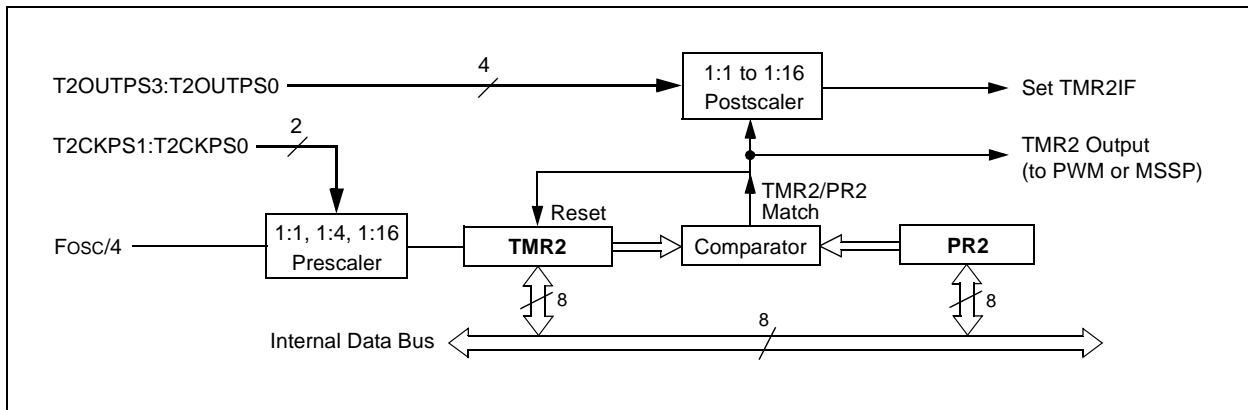 T2OUTPS3:T2OUTPS0
4
1:1 to 1:16
Postscaler
Set TMR2IF
T2CKPS1:T2CKPS0
2
TMR2 Output
(to PWM or MSSP)
TMR2/PR2
Match
Reset
FOSC/4
1:1, 1:4, 1:16
Prescaler
TMR2
Comparator
PR2
8
8
Internal Data Bus
8